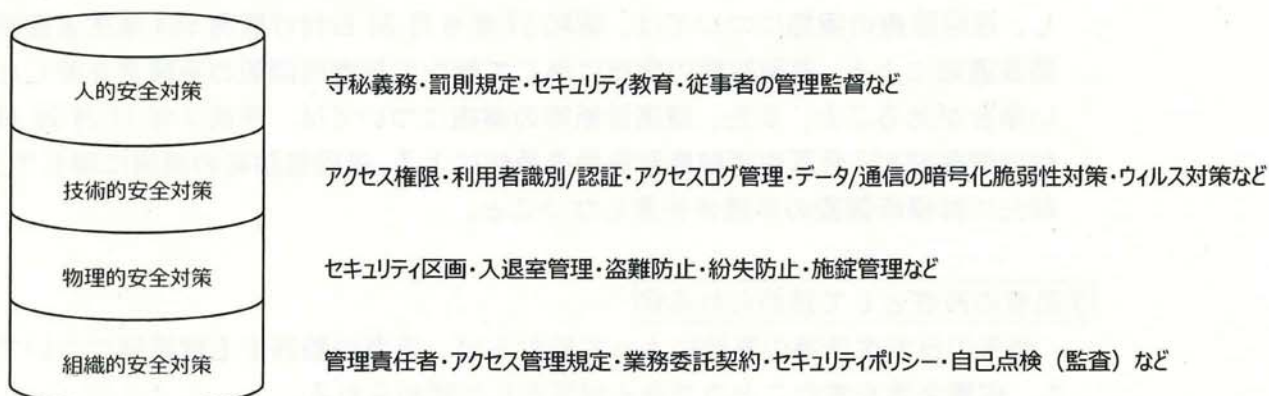 人的安全対策
守秘義務・罰則規定・セキュリティ教育・従事者の管理監督など
技術的安全対策
アクセス権限・利用者識別/認証・アクセスログ管理・データ/通信の暗号化脆弱性対策・ウィルス対策など
物理的安全対策
セキュリティ区画・入退室管理・盗難防止・紛失防止・施錠管理など
組織的安全対策
管理責任者・アクセス管理規定・業務委託契約・セキュリティポリシー・自己点検（監査）など